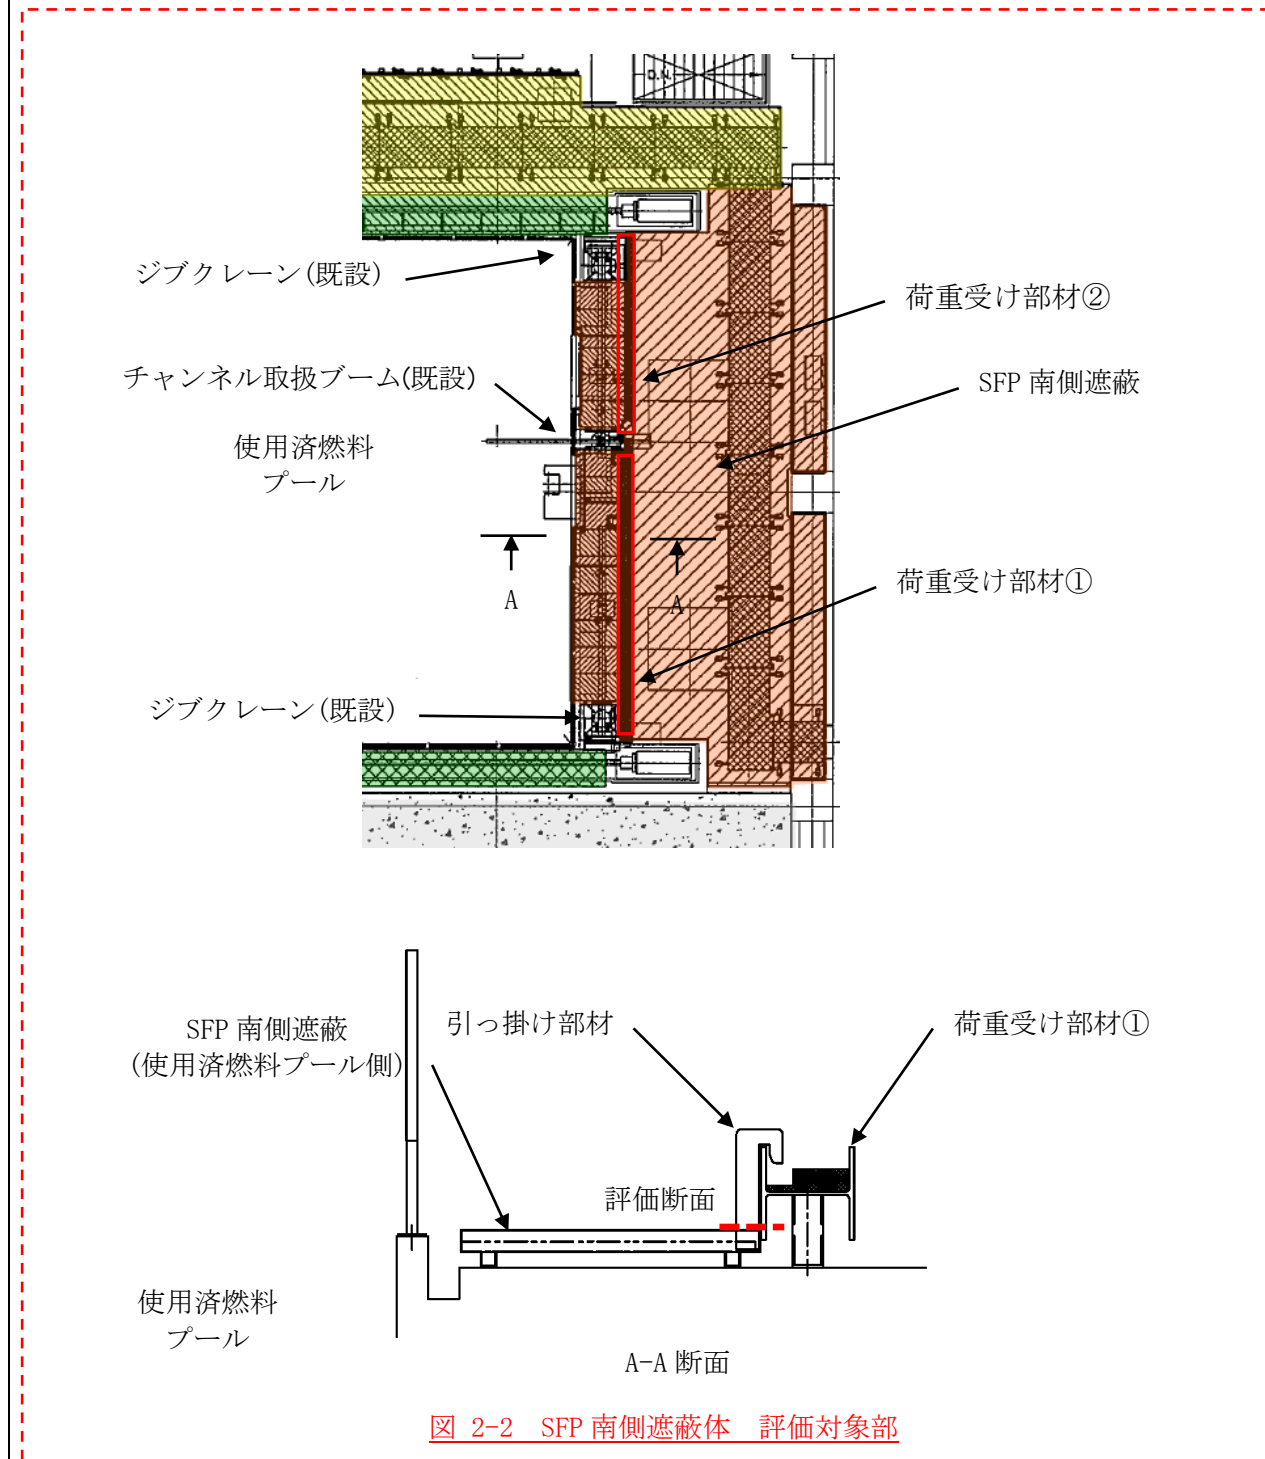 D.N.
ジブクレーン(既設)
荷重受け部材②
チャンネル取扱ブーム(既設)
SFP 南側遮蔽
使用済燃料
プール
A
A
荷重受け部材①
ジブクレーン(既設)
SFP 南側遮蔽
(使用済燃料プール側)
引っ掛け部材
荷重受け部材①
評価断面
使用済燃料
プール
A-A 断面
図 2-2 SFP 南側遮蔽体 評価対象部